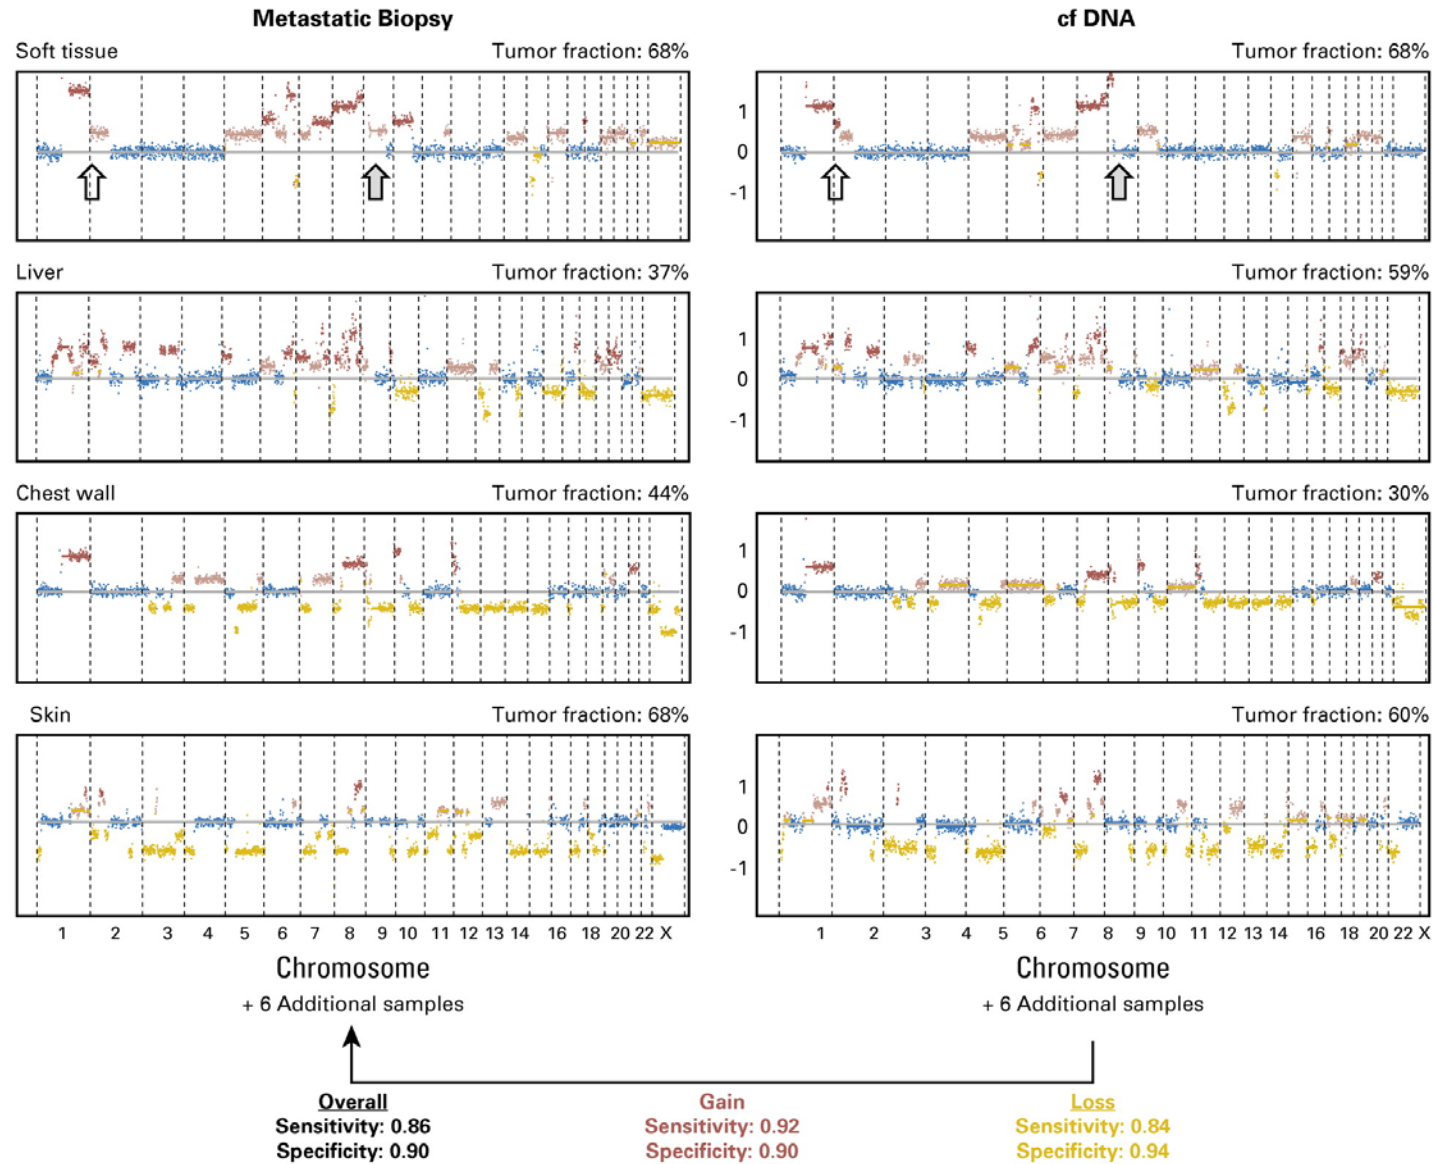 Metastatic Biopsy
cf DNA
Soft tissue
Tumor fraction: 68%
Tumor fraction: 68%
1
0
-1
Liver
Tumor fraction: 37%
Tumor fraction: 59%
1
0
-1
Chest wall
Tumor fraction: 44%
Tumor fraction: 30%
1
0
-1
Skin
Tumor fraction: 68%
Tumor fraction: 60%
1
0
-1
1 2 3 4 5 6 7 8 9 10 11 12 13 14 16 18 20 22 X
1 2 3 4 5 6 7 8 9 10 11 12 13 14 16 18 20 22 X
Chromosome
Chromosome
+ 6 Additional samples
+ 6 Additional samples
Overall
Sensitivity: 0.86
Specificity: 0.90
Gain
Sensitivity: 0.92
Specificity: 0.90
Loss
Sensitivity: 0.84
Specificity: 0.94